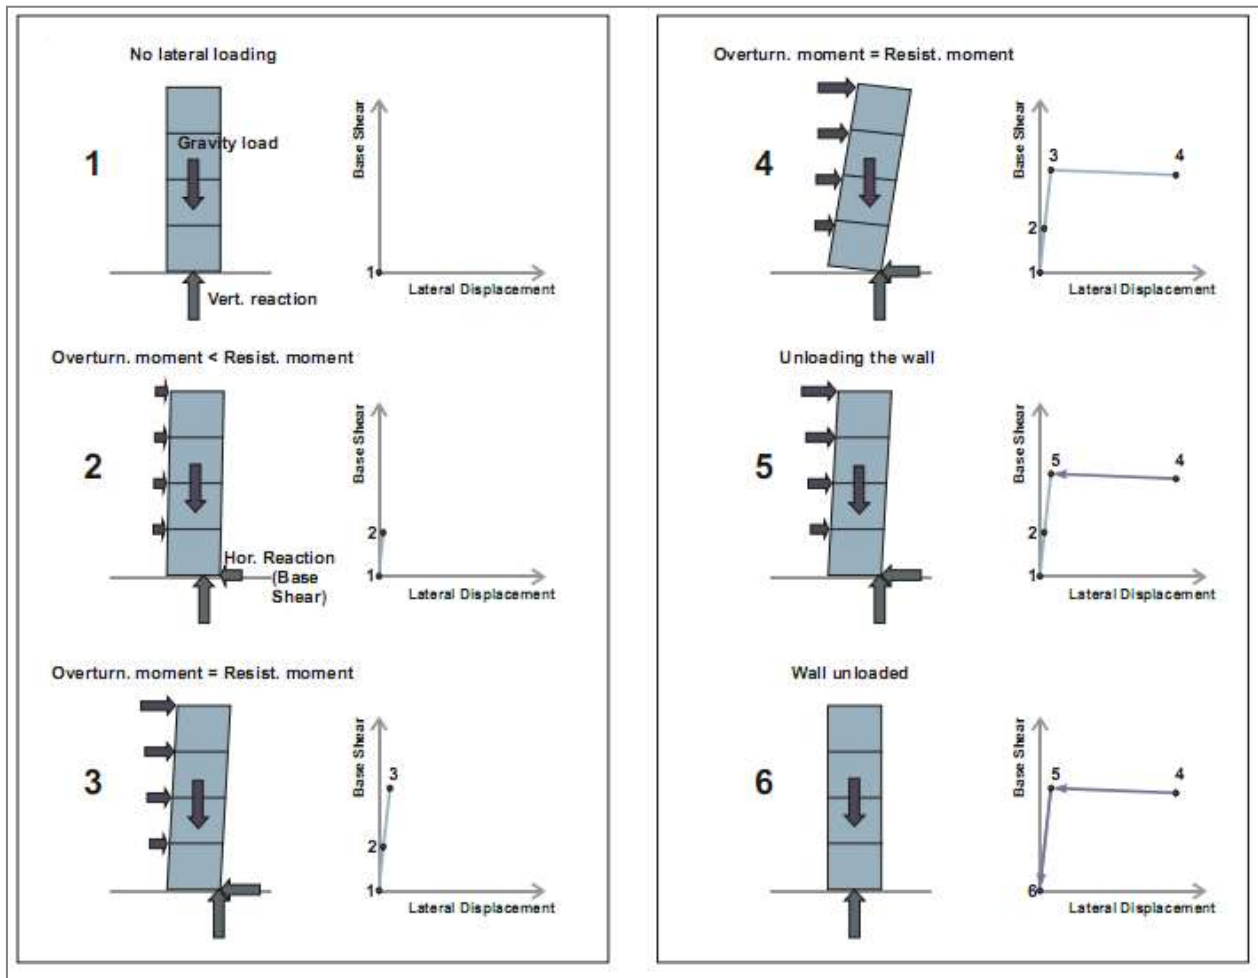 No lateral loading
1
Gravity load
Vert. reaction
Base Shear
1
Lateral Displacement
Overturn. moment < Resist. moment
2
Hor. Reaction
(Base
Shear)
Base Shear
2
1
Lateral Displacement
Overturn. moment = Resist. moment
3
Base Shear
3
2
1
Lateral Displacement
Overturn. moment = Resist. moment
4
Base Shear
3
4
2
1
Lateral Displacement
Unloading the wall
5
Base Shear
5
4
2
1
Lateral Displacement
Wall unloaded
6
Base Shear
5
4
6
Lateral Displacement